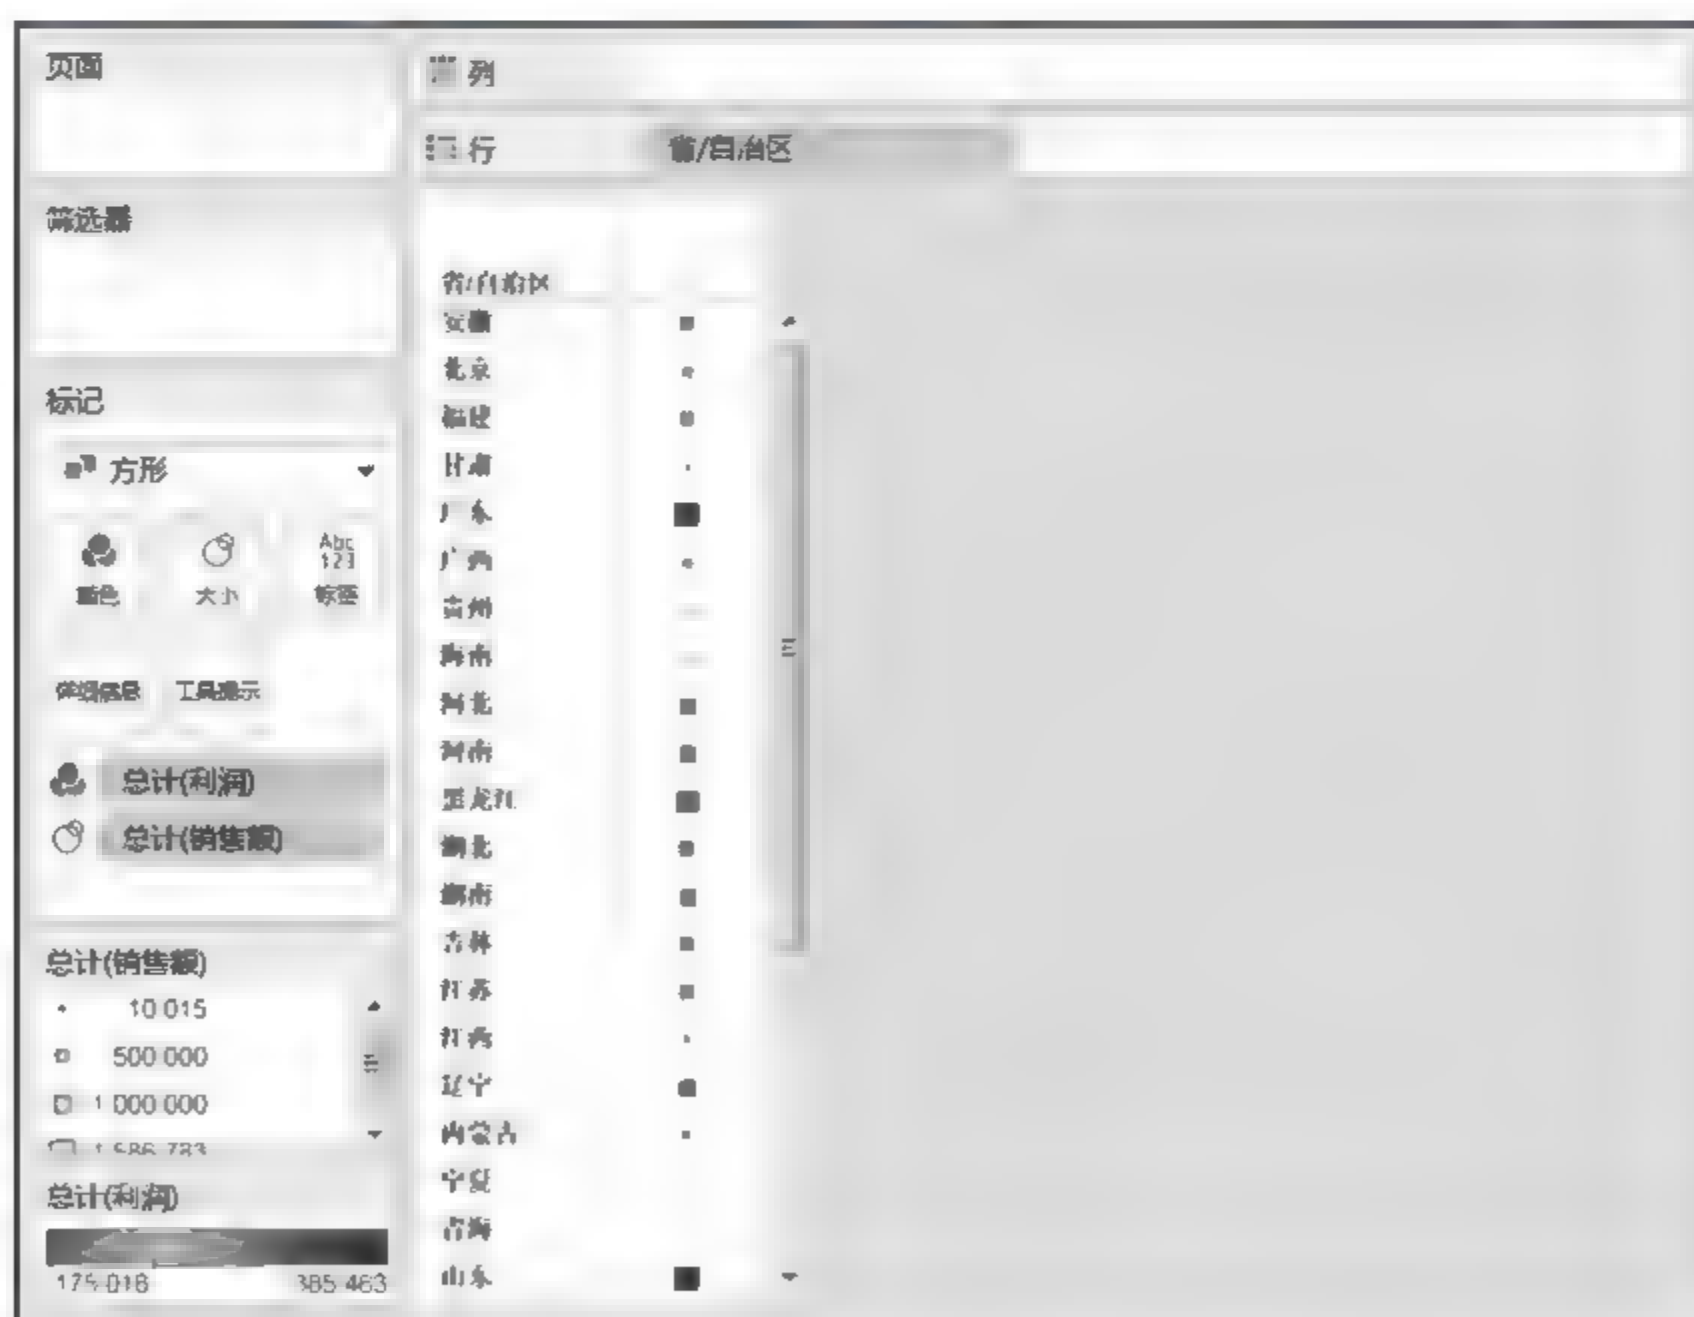 页面
列
行 省/自治区
筛选器
省/自治区
安徽
北京
福建
甘肃
广东
广西
贵州
海南
河北
河南
黑龙江
湖北
湖南
吉林
江苏
江西
辽宁
内蒙古
宁夏
青海
山东
标记
方形
颜色 大小 Abc 123 标签
详细信息 工具提示
总计(利润)
总计(销售额)
总计(销售额)
10 015
500 000
1 000 000
1 586 783
总计(利润)
175 018 385 463